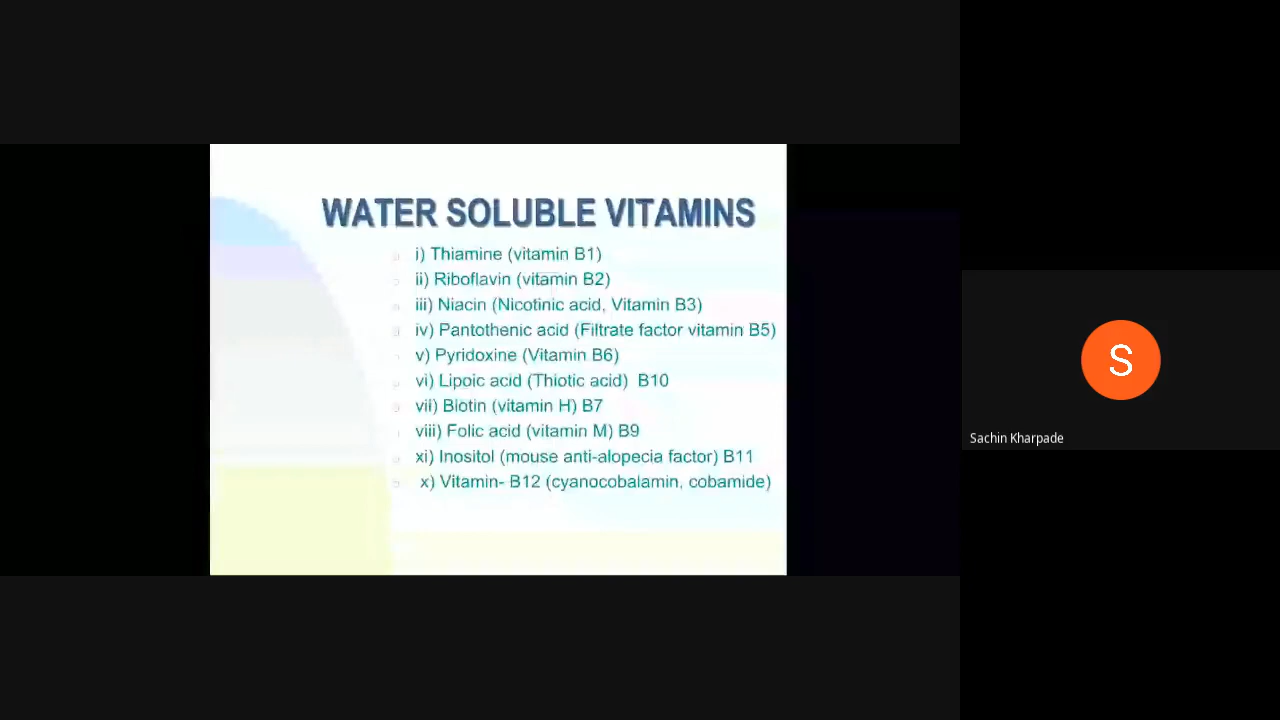 WATER SOLUBLE VITAMINS
i) Thiamine (vitamin B1)
ii) Riboflavin (vitamin B2)
iii) Niacin (Nicotinic acid, Vitamin B3)
iv) Pantothenic acid (Filtrate factor vitamin B5)
v) Pyridoxine (Vitamin B6)
vi) Lipoic acid (Thiotic acid) B10
vii) Biotin (vitamin H) B7
viii) Folic acid (vitamin M) B9
xi) Inositol (mouse anti-alopecia factor) B11
x) Vitamin- B12 (cyanocobalamin, cobamide)
S
Sachin Kharpade